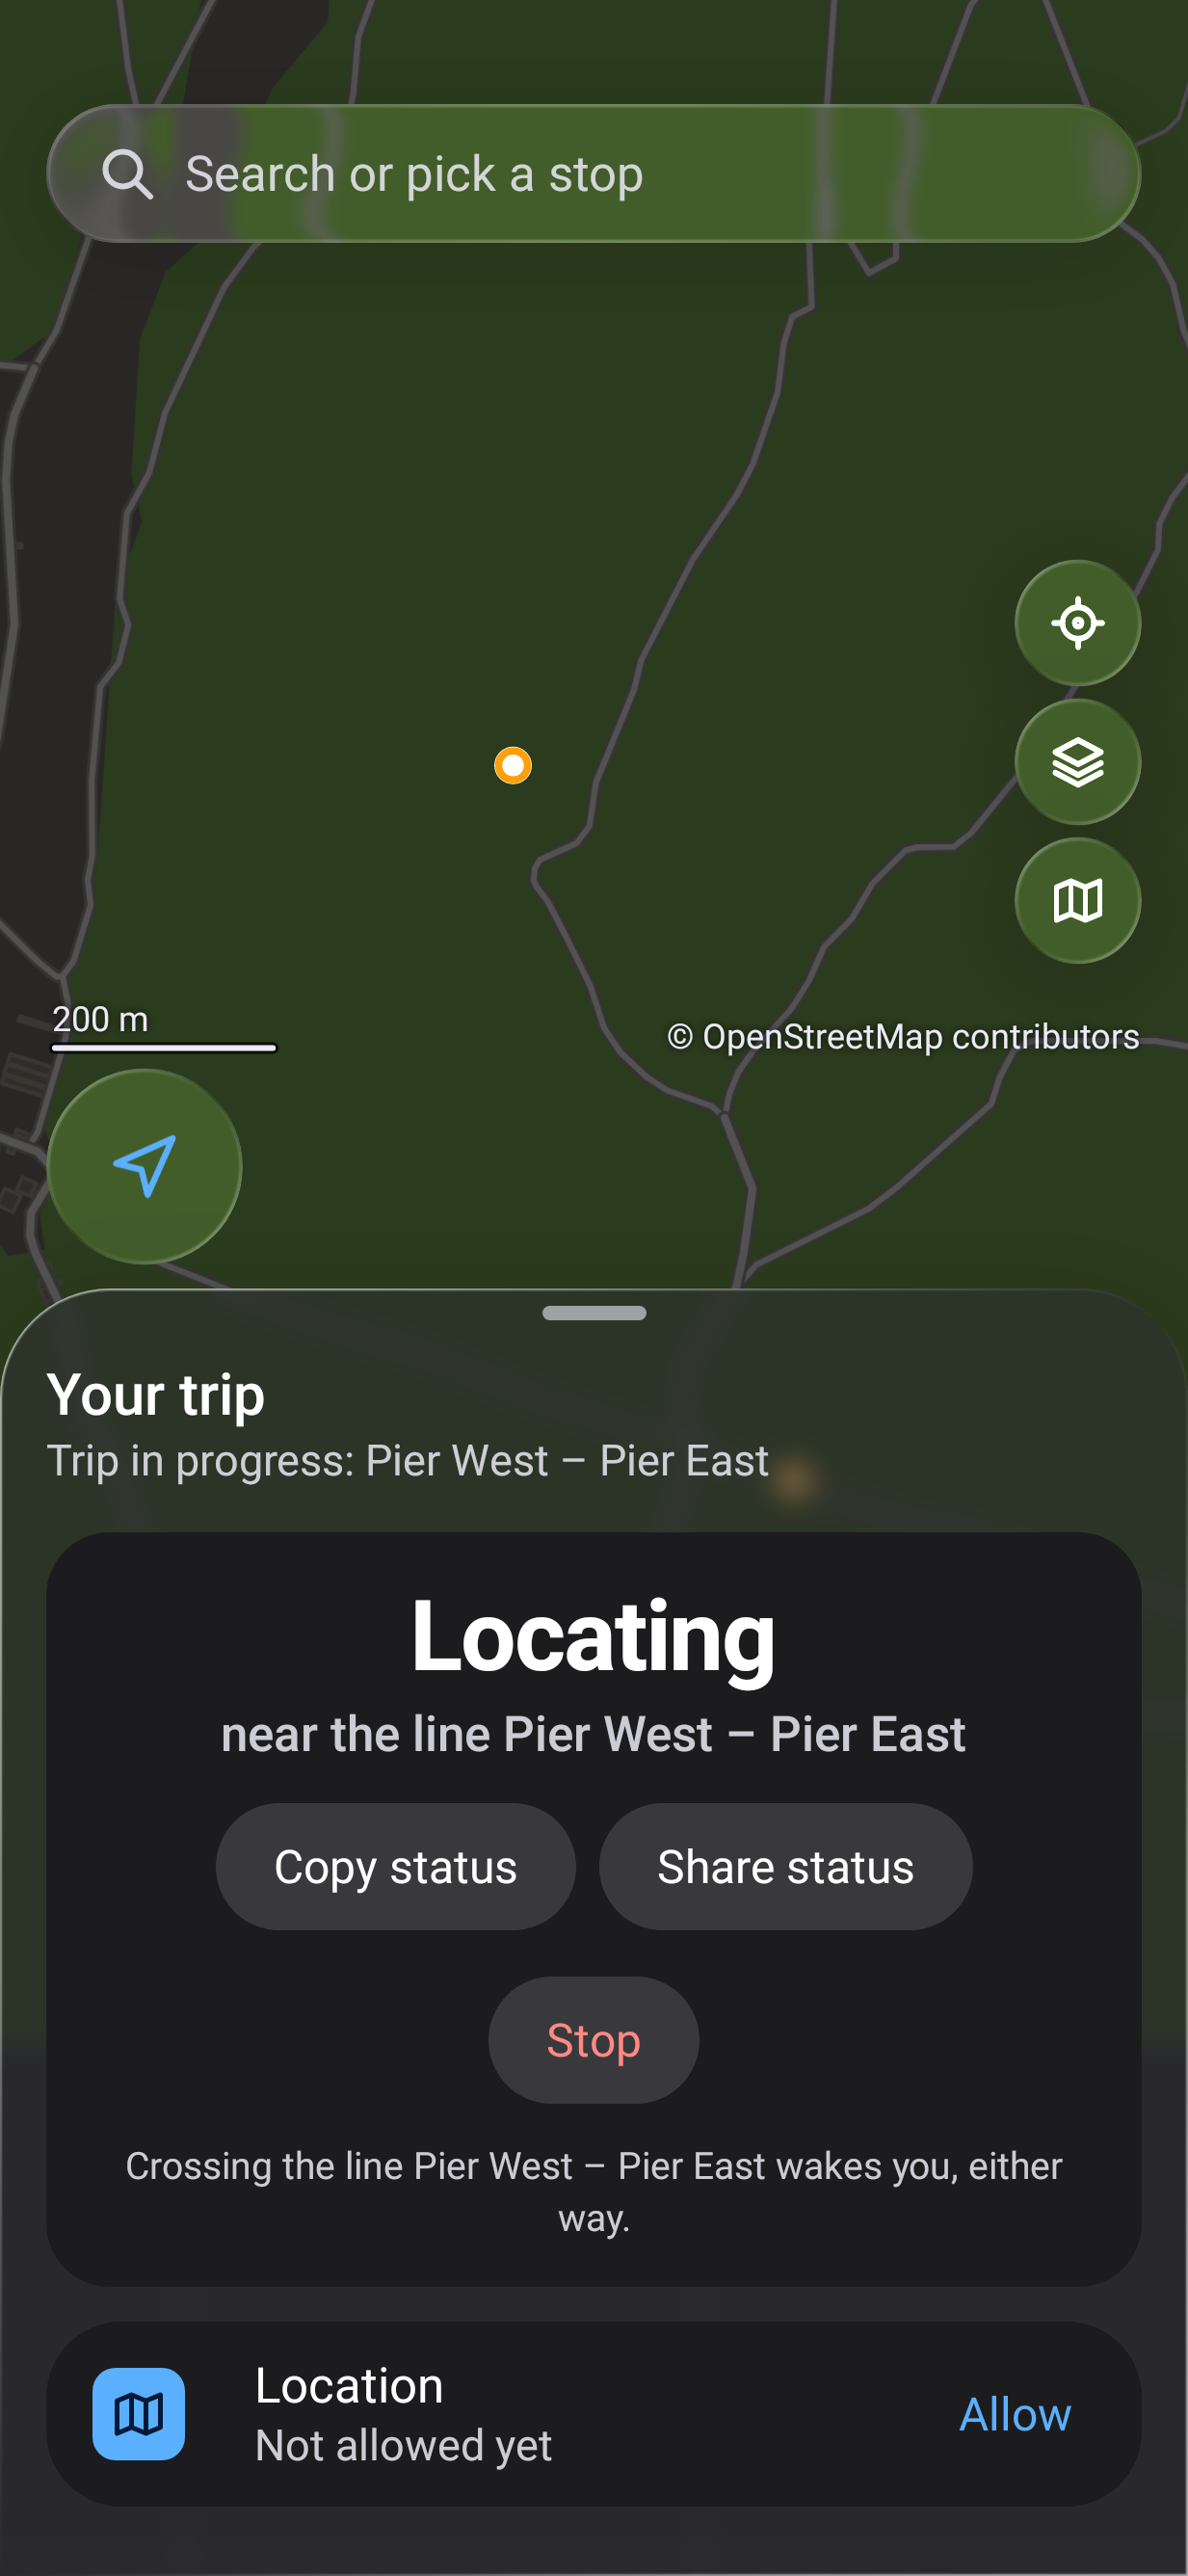 Search or pick a stop
200 m
© OpenStreetMap contributors
Your trip
Trip in progress: Pier West – Pier East
Locating
near the line Pier West – Pier East
Copy status
Share status
Stop
Crossing the line Pier West – Pier East wakes you, either
way.
Location
Not allowed yet
Allow